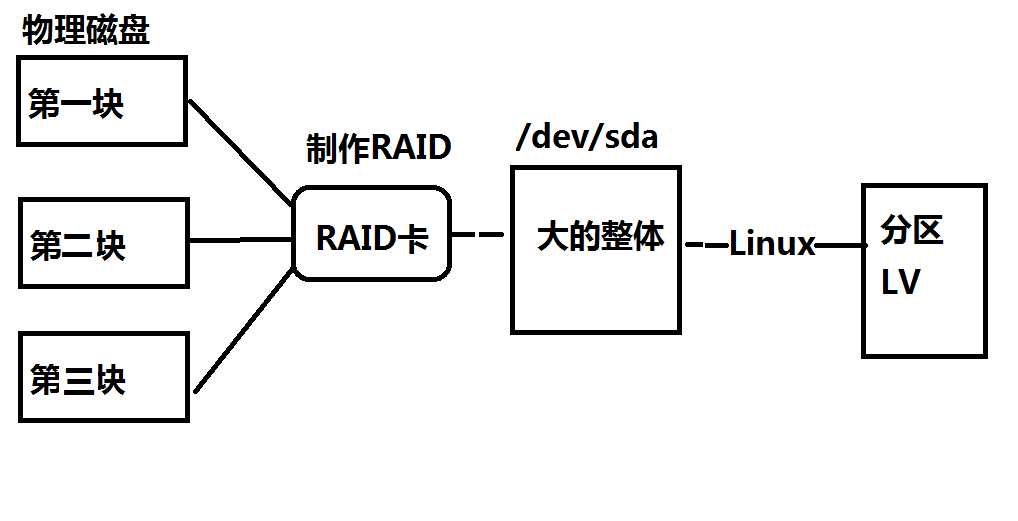 物理磁盘
第一块
第二块
第三块
制作RAID
RAID卡
/dev/sda
大的整体
Linux
分区
LV